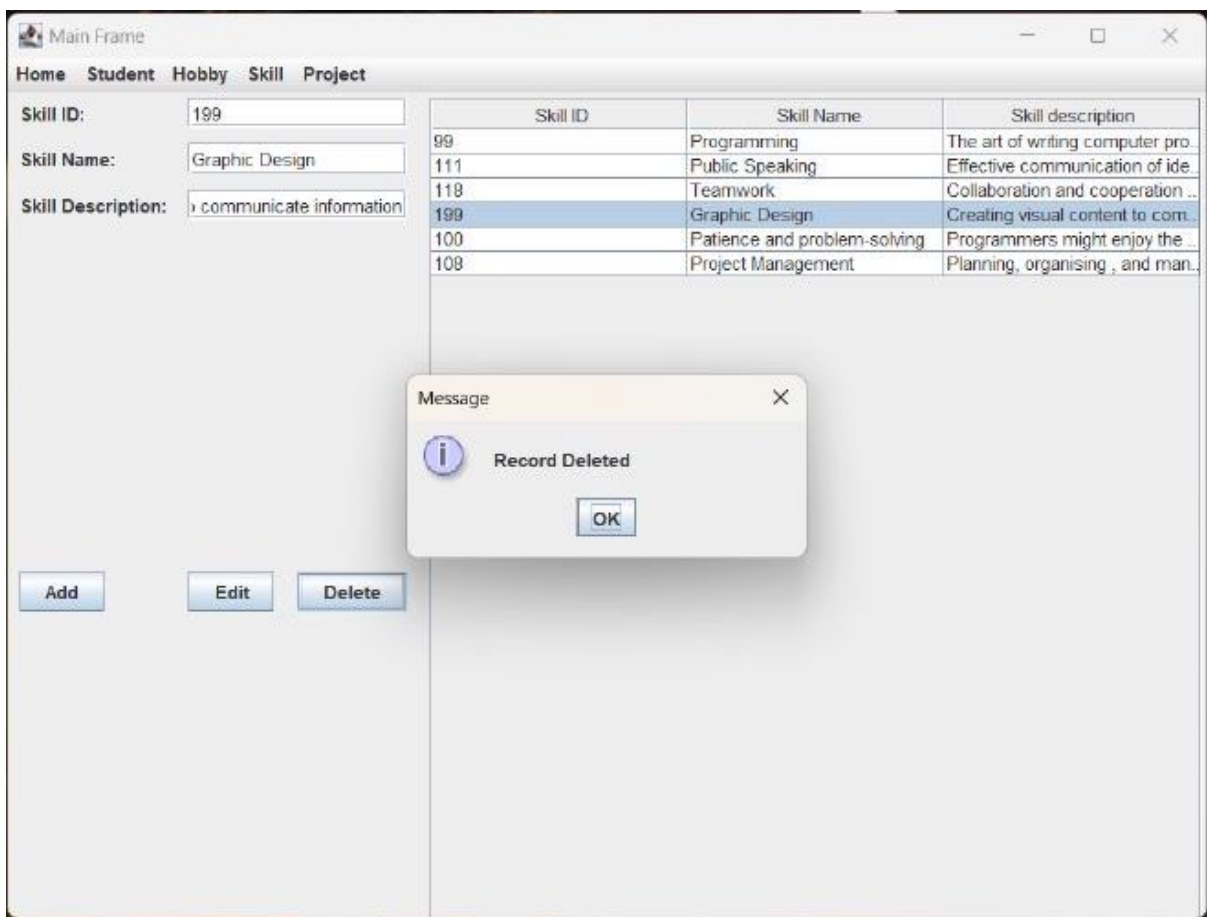 Main Frame
Home Student Hobby Skill Project
Skill ID: 199
Skill Name: Graphic Design
Skill Description: communicate information
Skill ID Skill Name Skill description
99 Programming The art of writing computer pro..
111 Public Speaking Effective communication of ide..
118 Teamwork Collaboration and cooperation ..
199 Graphic Design Creating visual content to com..
100 Patience and problem-solving Programmers might enjoy the ..
108 Project Management Planning, organising , and man..
Message
i
Record Deleted
OK
Add Edit Delete